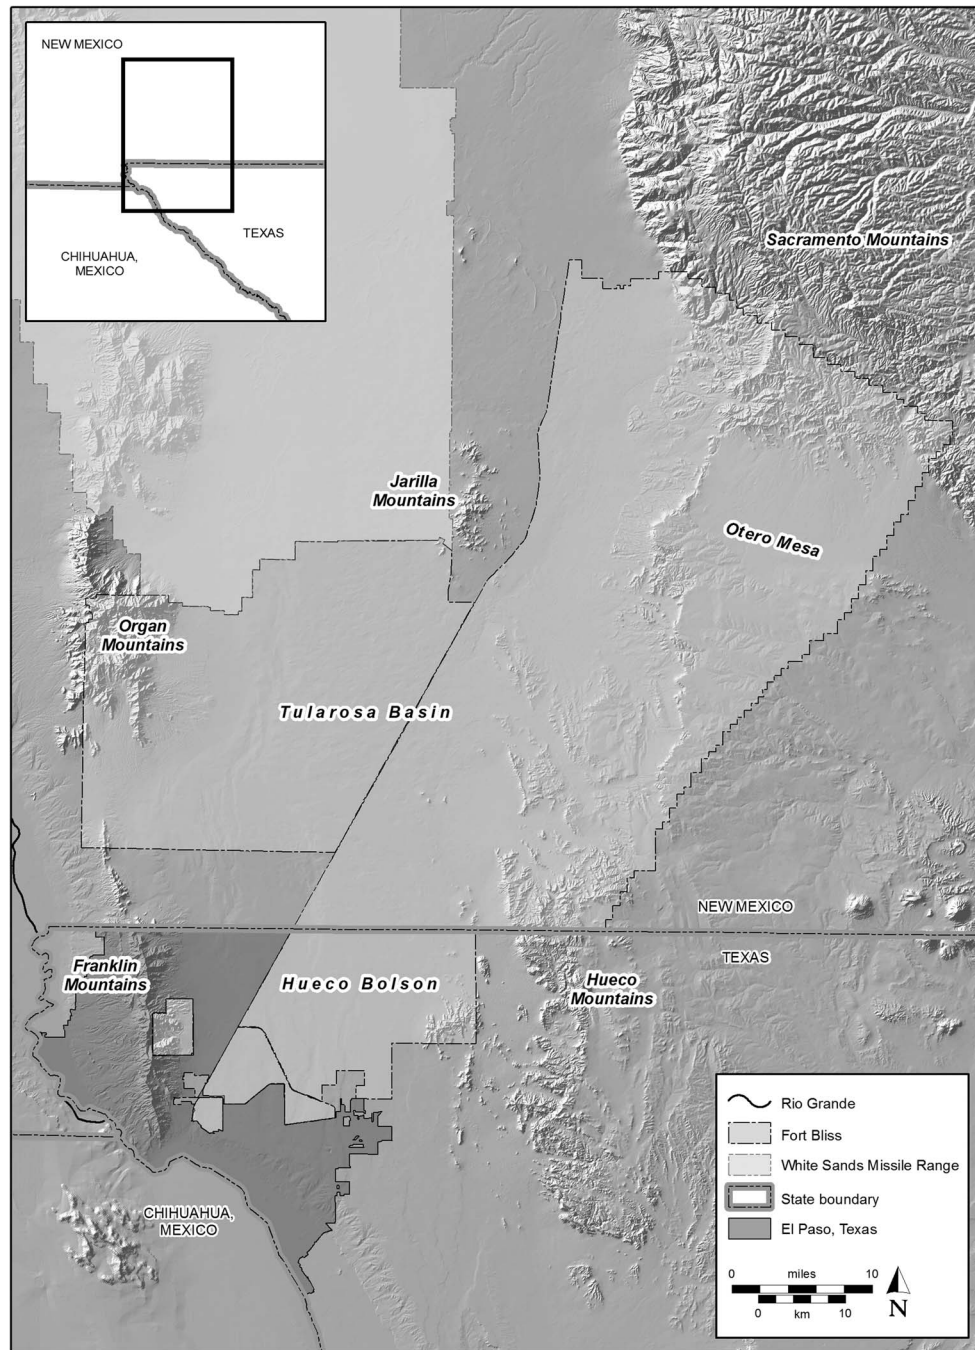 NEW MEXICO
TEXAS
CHIHUAHUA,
MEXICO
Sacramento Mountains
Jarilla
Mountains
Otero Mesa
Organ
Mountains
Tularosa Basin
NEW MEXICO
TEXAS
Franklin
Mountains
Hueco Bolson
Hueco
Mountains
CHIHUAHUA,
MEXICO
Rio Grande
Fort Bliss
White Sands Missile Range
State boundary
El Paso, Texas
0 miles 10
0 km 10
N